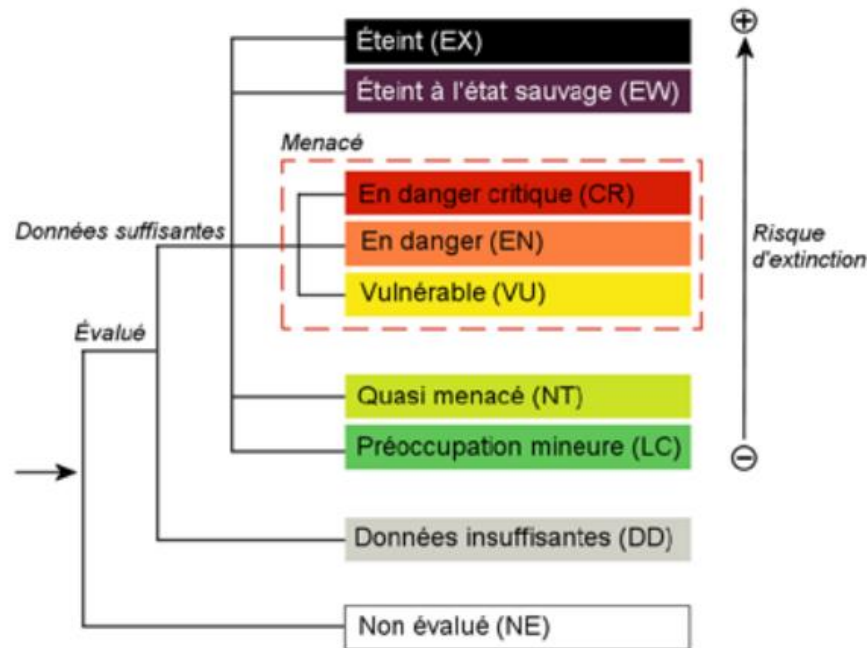 Éteint (EX)
Éteint à l'état sauvage (EW)
Menacé
En danger critique (CR)
Données suffisantes
En danger (EN)
Risque
d'extinction
Vulnérable (VU)
Évalué
Quasi menacé (NT)
Préoccupation mineure (LC)
Données insuffisantes (DD)
Non évalué (NE)